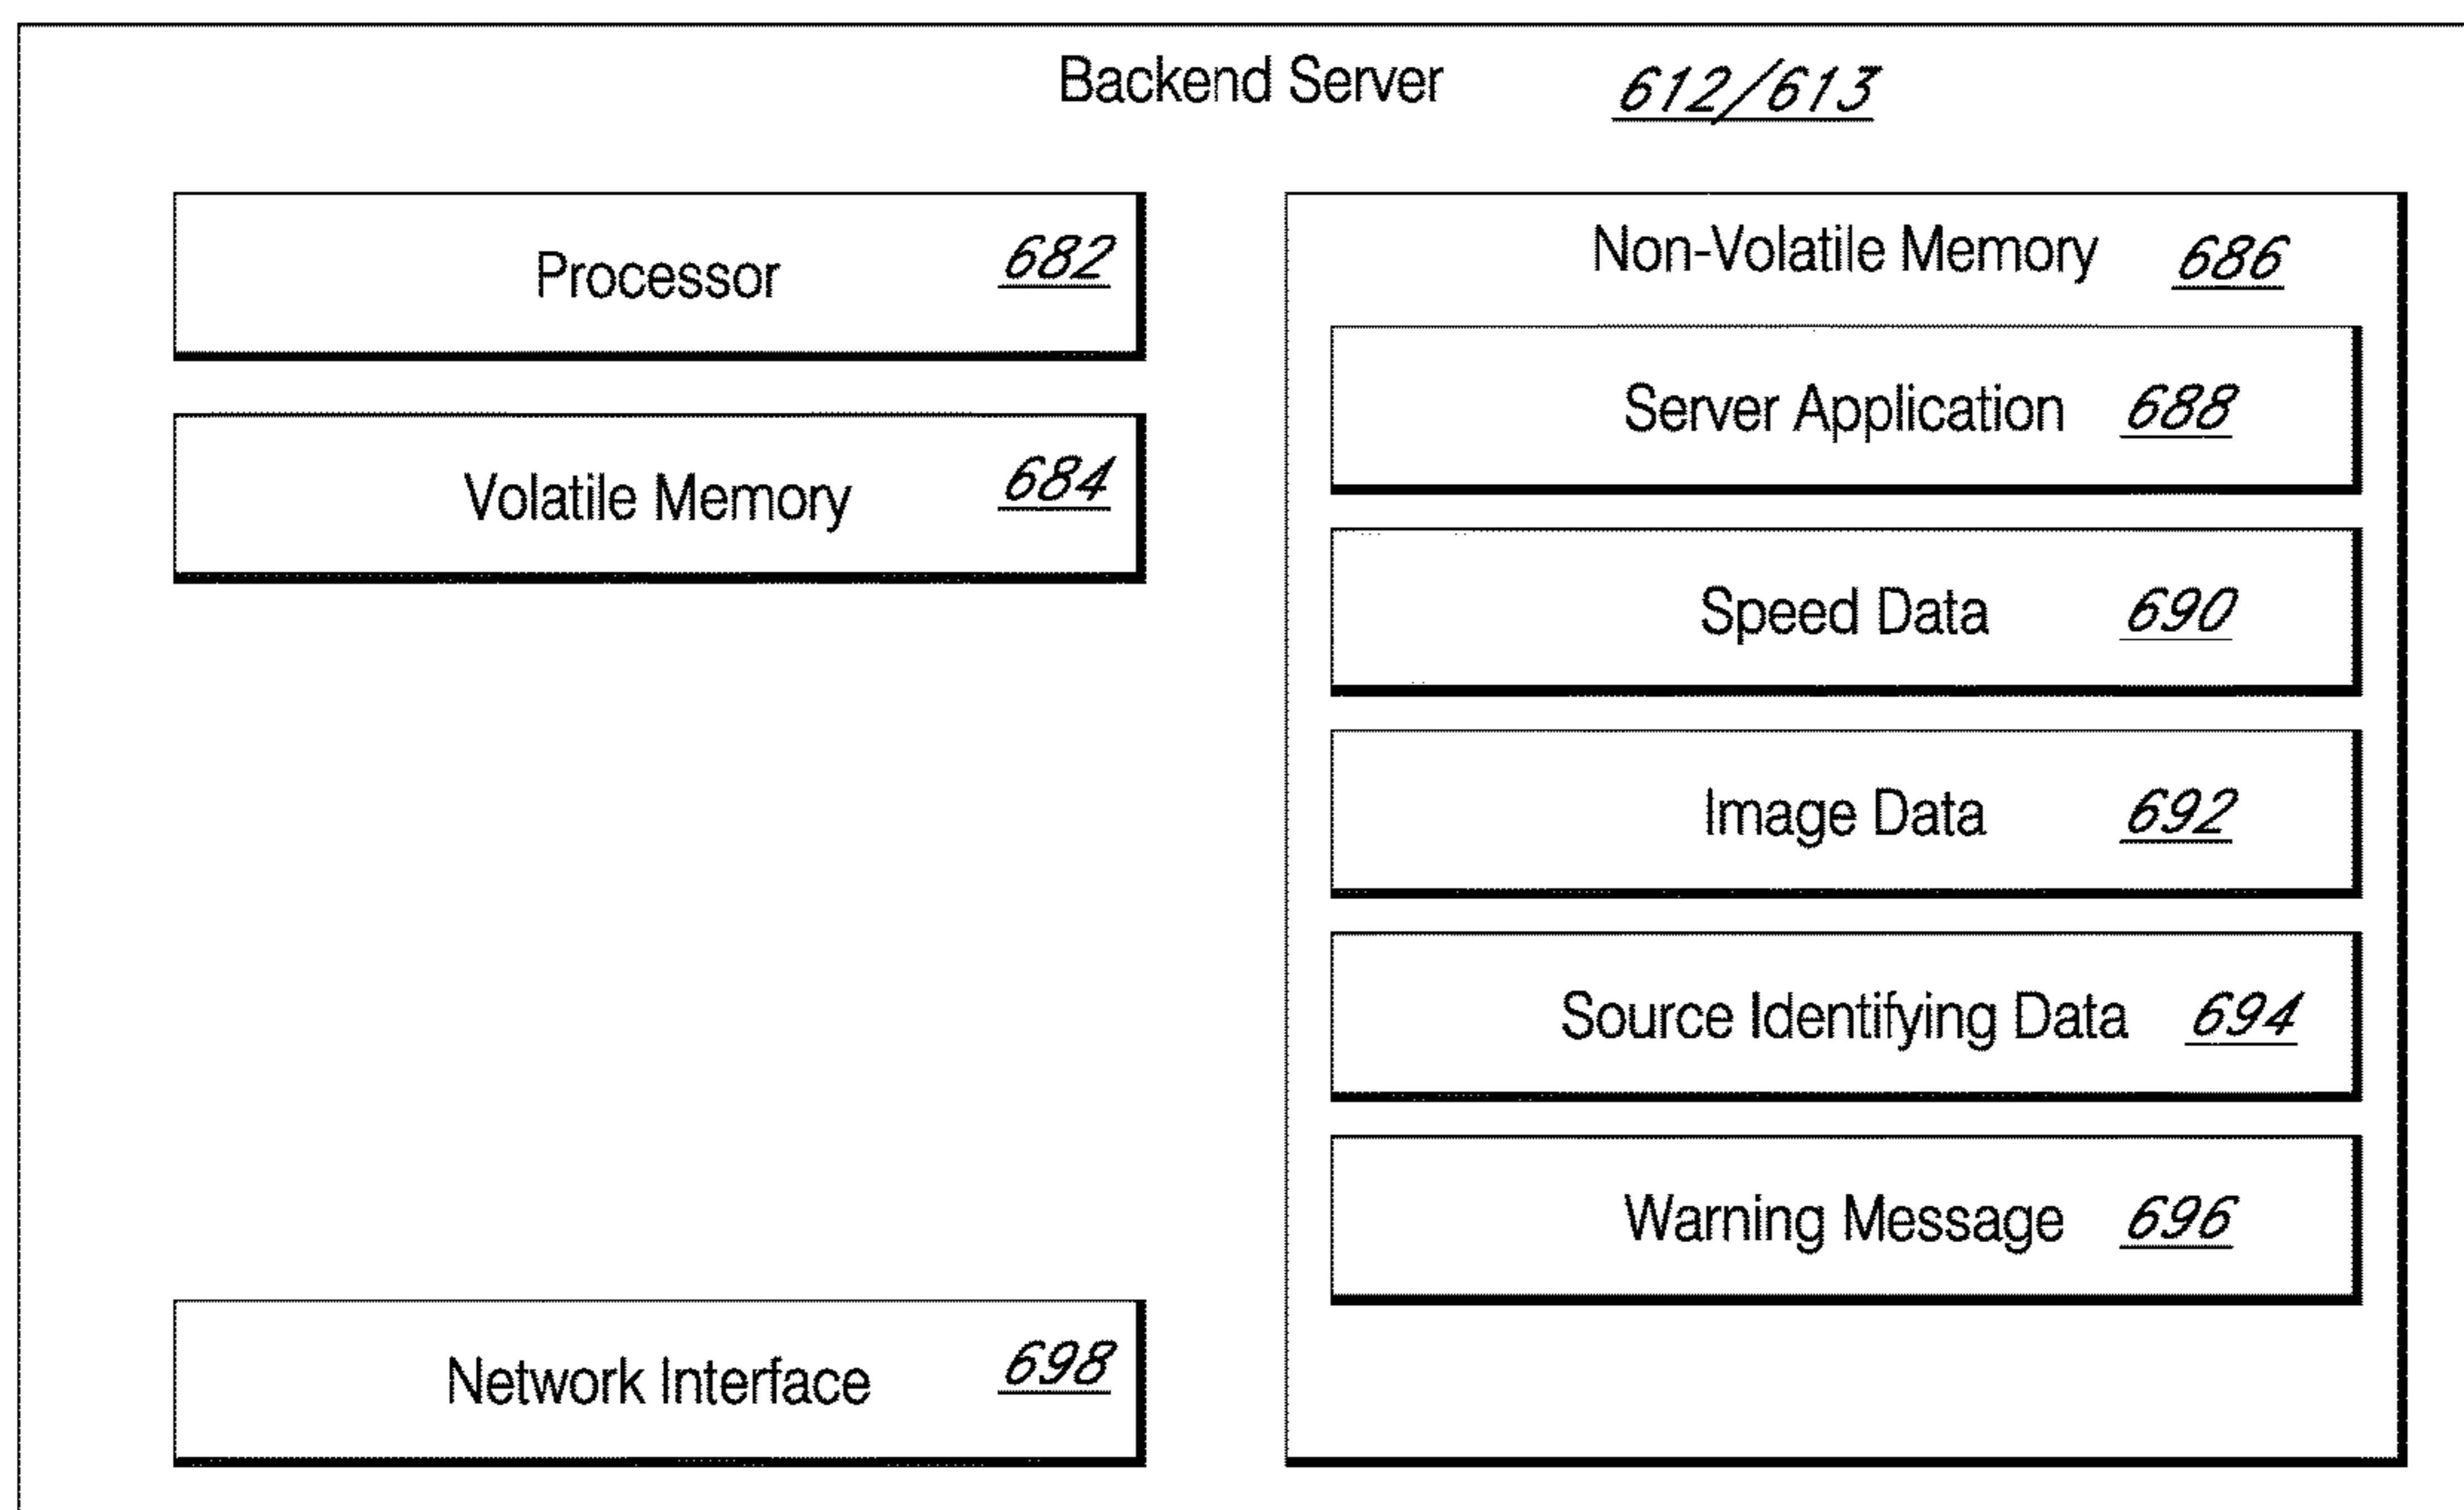 Backend Server 612/613
Processor 682
Volatile Memory 684
Network Interface 698
Non-Volatile Memory 686
Server Application 688
Speed Data 690
Image Data 692
Source Identifying Data 694
Warning Message 696